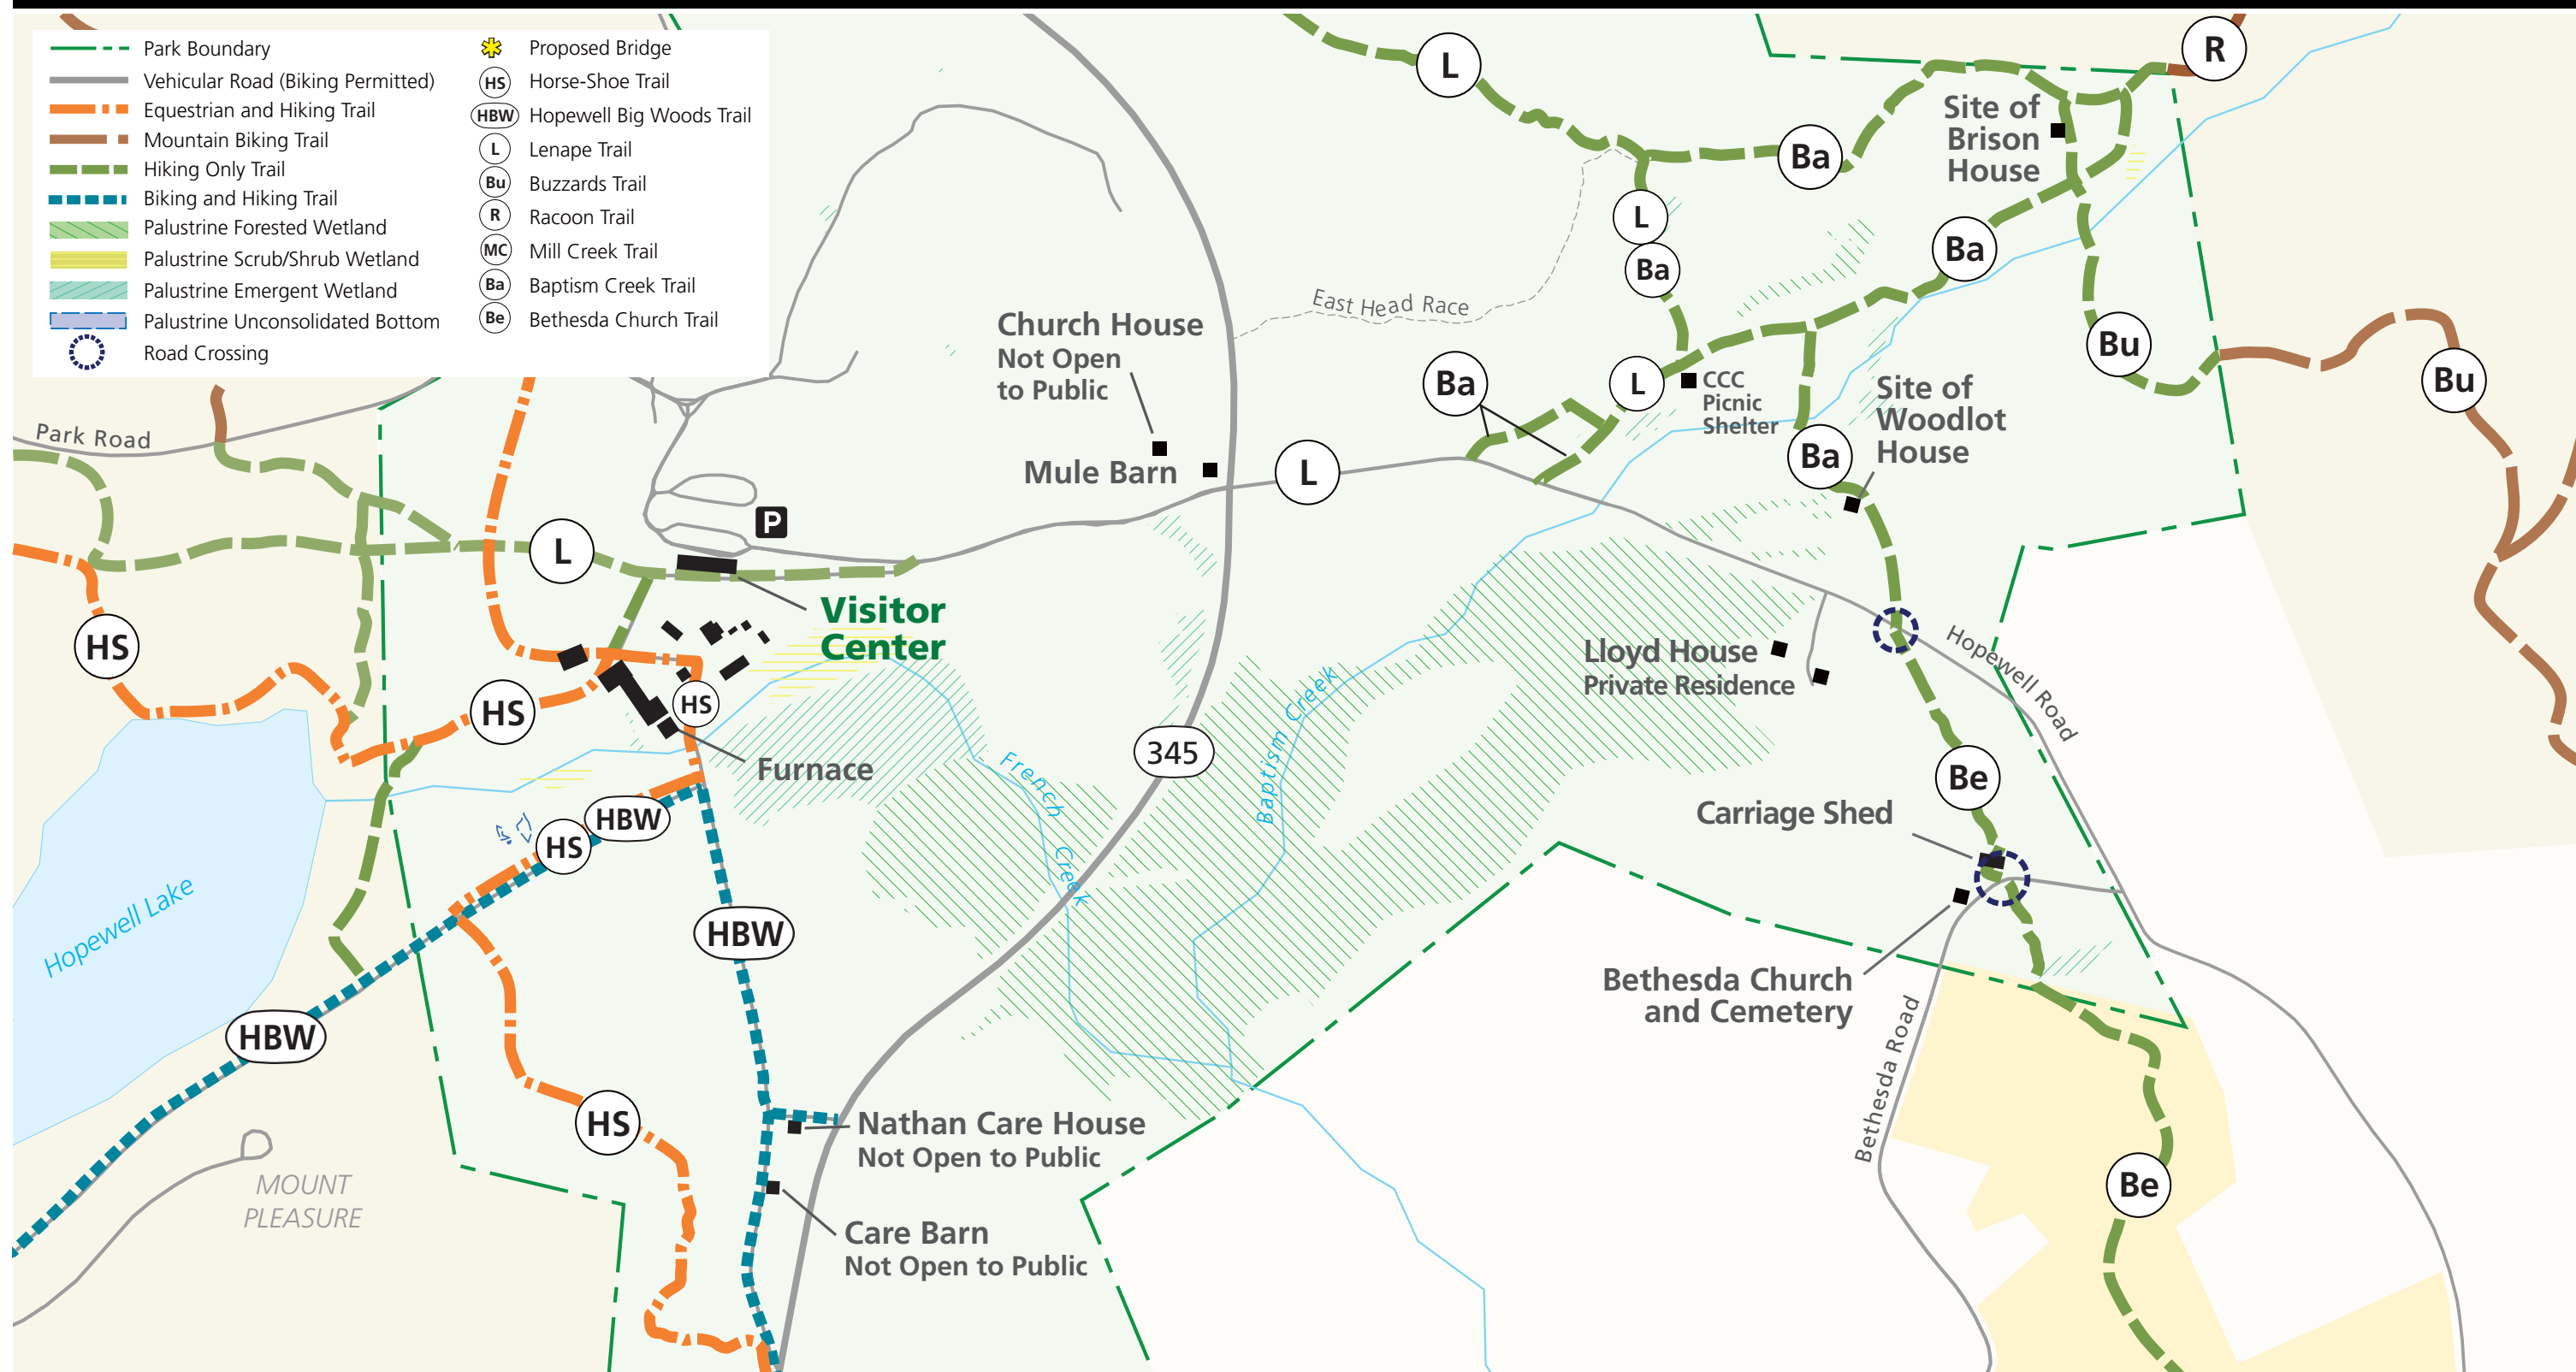 Park Boundary
Vehicular Road (Biking Permitted)
Equestrian and Hiking Trail
Mountain Biking Trail
Hiking Only Trail
Biking and Hiking Trail
Palustrine Forested Wetland
Palustrine Scrub/Shrub Wetland
Palustrine Emergent Wetland
Palustrine Unconsolidated Bottom
Road Crossing
Proposed Bridge
HS Horse-Shoe Trail
HBW Hopewell Big Woods Trail
L Lenape Trail
Bu Buzzards Trail
R Racoon Trail
MC Mill Creek Trail
Ba Baptism Creek Trail
Be Bethesda Church Trail
L
R
Site of
Brison
House
Ba
L
Ba
Ba
East Head Race
Church House
Not Open
to Public
Bu
Bu
Ba
L
CCC
Picnic
Shelter
Site of
Woodlot
House
Park Road
Mule Barn
L
Ba
P
L
Visitor
Center
HS
HS
HS
Lloyd House
Private Residence
Hopewell Road
Baptism Creek
French
Creek
345
Furnace
Be
Carriage Shed
HBW
HS
HBW
Hopewell Lake
Bethesda Church
and Cemetery
HBW
Bethesda Road
HS
Nathan Care House
Not Open to Public
MOUNT
PLEASURE
Be
Care Barn
Not Open to Public